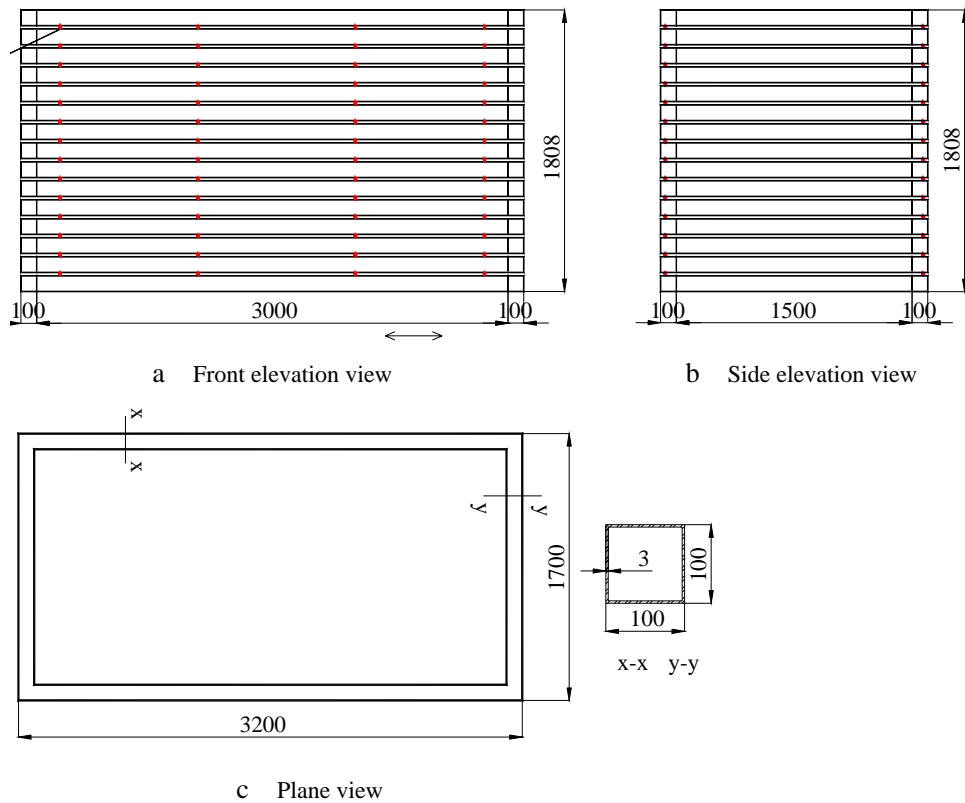 1808
100 3000 100
a Front elevation view
1808
100 1500 100
b Side elevation view
x
x
y y
1700
3200
3
100
100
x-x y-y
c Plane view